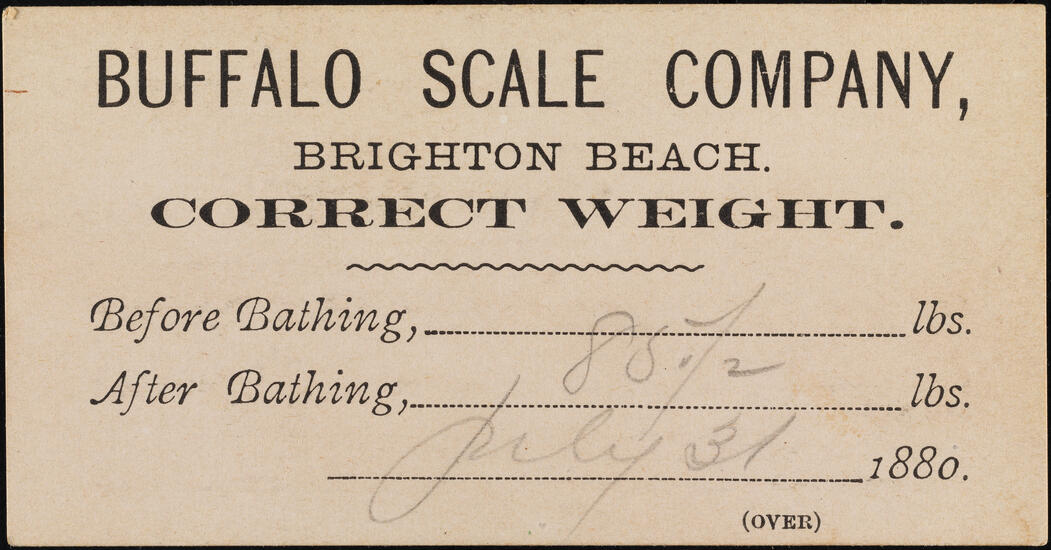 BUFFALO SCALE COMPANY,
BRIGHTON BEACH.
CORRECT WEIGHT.
Before Bathing, lbs.
After Bathing, 85 1/2 lbs.
July 31 1880.
(OVER)